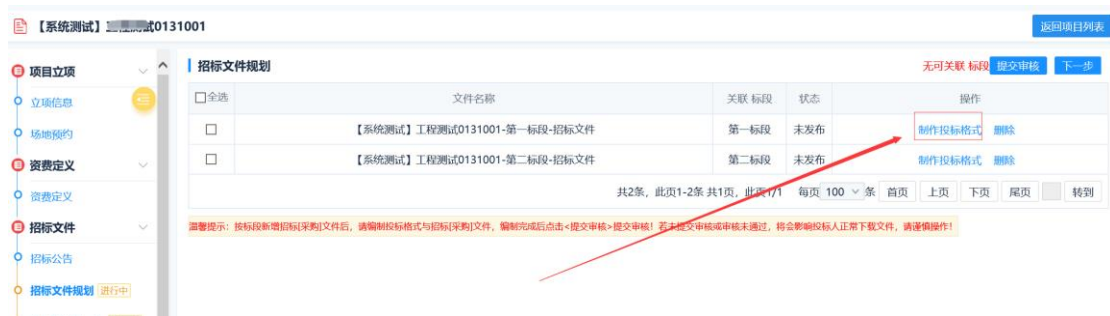 【系统测试】工程测试0131001
返回项目列表
项目立项
立项信息
场地预约
资费定义
资费定义
招标文件
招标公告
招标文件规划 进行中
招标文件规划
无可关联 标段 提交审核 下一步
全选 文件名称 关联 标段 状态 操作
【系统测试】工程测试0131001-第一标段-招标文件 第一标段 未发布 制作投标格式 删除
【系统测试】工程测试0131001-第二标段-招标文件 第二标段 未发布 制作投标格式 删除
共2条，此页1-2条 共1页，此页1/1 每页 100 条 首页 上页 下页 尾页 转到
温馨提示：按标段新增招标[采购]文件后，请编制投标格式与招标[采购]文件，编制完成后点击<提交审核>提交审核！若未提交审核或审核未通过，将会影响投标人正常下载文件，请谨慎操作！